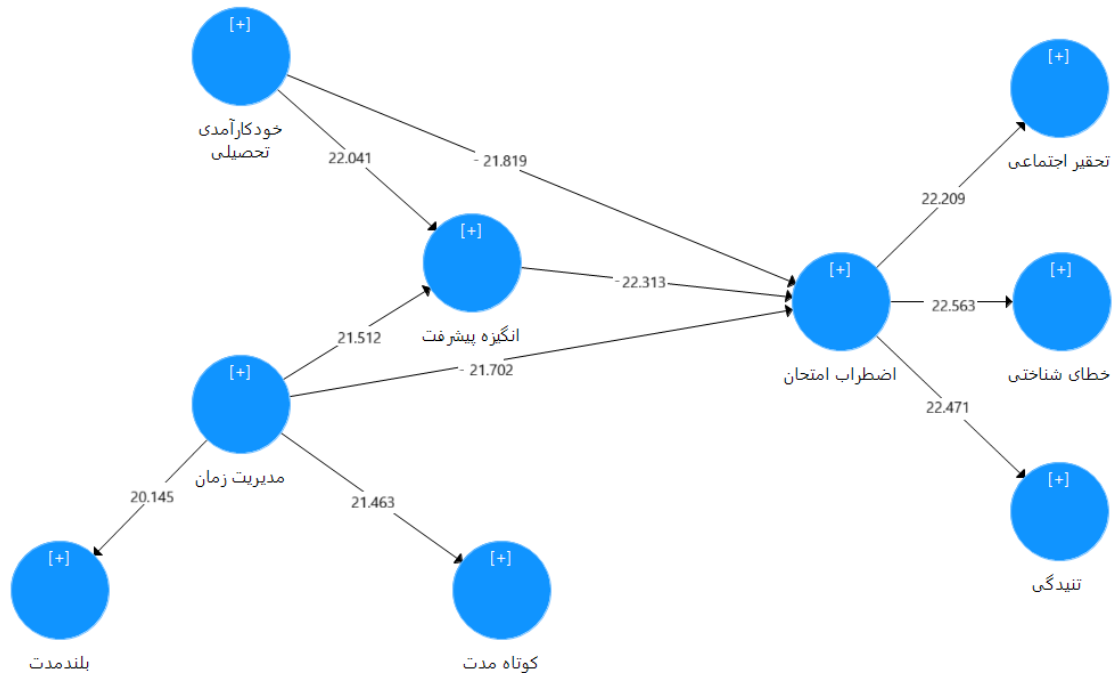 [+]
خودکارآمدی
تحصیلی
[+]
تحقیر اجتماعی
22.041
- 21.819
22.209
[+]
انگیزه پیشرفت
- 22.313
[+]
اضطراب امتحان
22.563
[+]
خطای شناختی
21.512
- 21.702
22.471
[+]
مدیریت زمان
[+]
تنیدگی
20.145
21.463
[+]
بلندمدت
[+]
کوتاه مدت